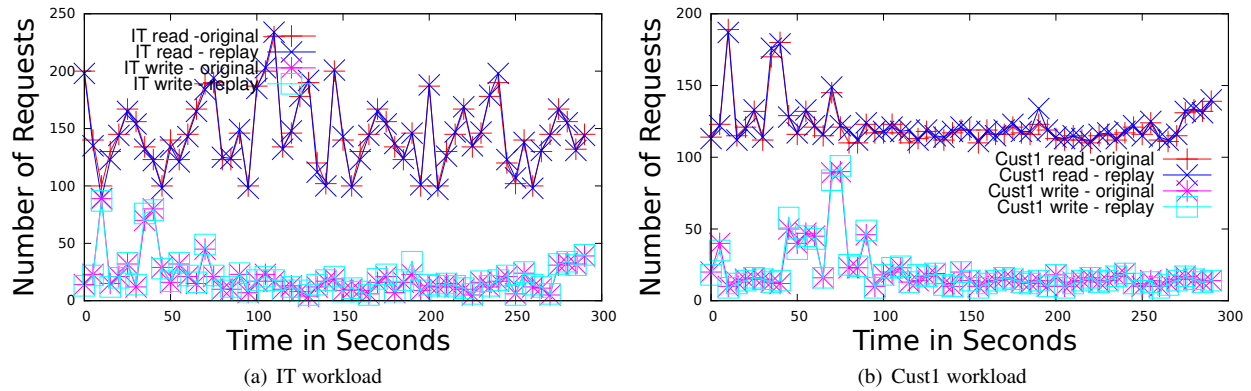 250
200
150
100
50
0
0 50 100 150 200 250 300
Number of Requests
Time in Seconds
IT read -original
IT read - replay
IT write - original
IT write - replay
(a) IT workload
200
150
100
50
0
0 50 100 150 200 250 300
Number of Requests
Time in Seconds
Cust1 read -original
Cust1 read - replay
Cust1 write - original
Cust1 write - replay
(b) Cust1 workload